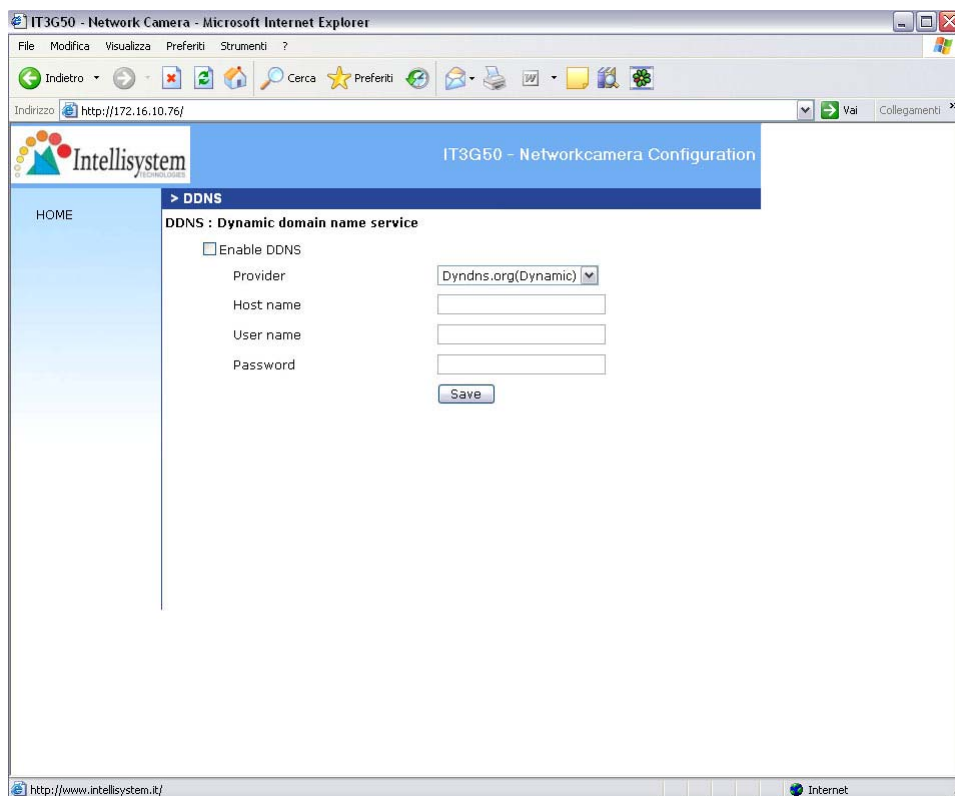 IT3G50 - Network Camera - Microsoft Internet Explorer
File Modifica Visualizza Preferiti Strumenti ?
Indietro Cerca Preferiti
Indirizzo http://172.16.10.76/ Vai Collegamenti »
Intellisystem
TECHNOLOGIES
IT3G50 - Networkcamera Configuration
HOME
> DDNS
DDNS : Dynamic domain name service
Enable DDNS
Provider Dyndns.org(Dynamic)
Host name
User name
Password
Save
http://www.intellisystem.it/ Internet